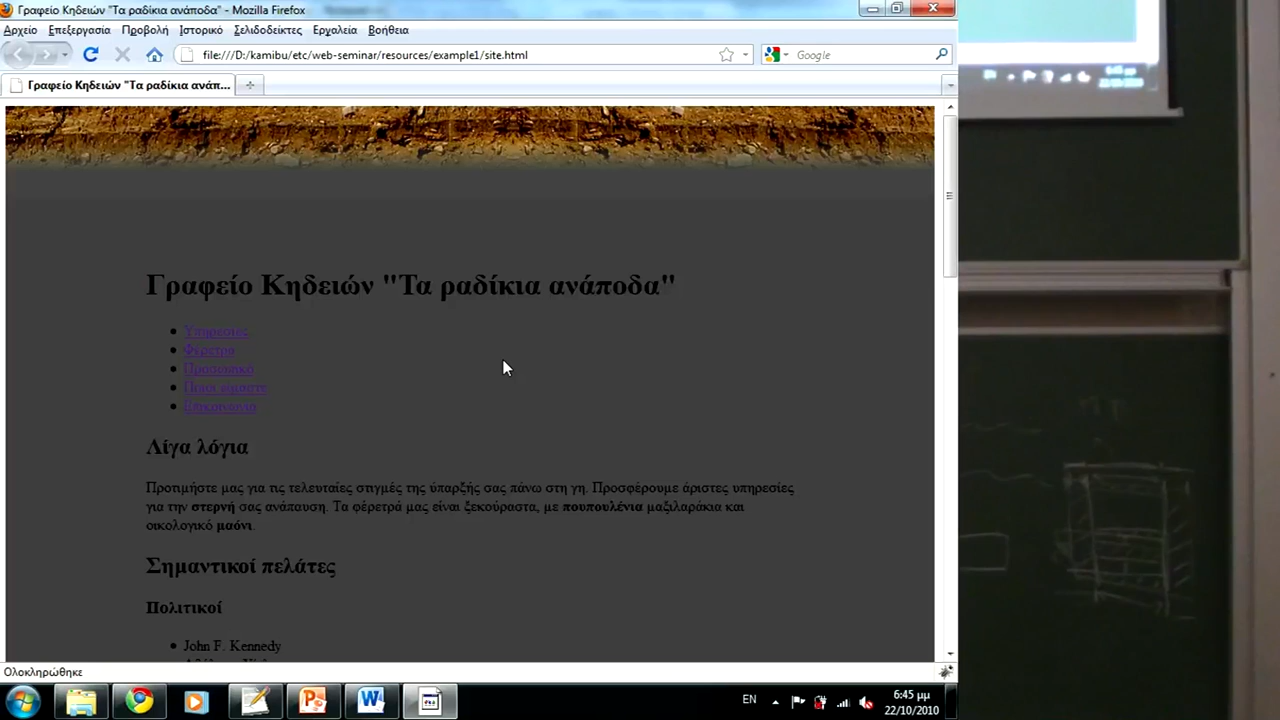 Γραφείο Κηδειών "Τα ραδίκια ανάποδα" - Mozilla Firefox
Αρχείο Επεξεργασία Προβολή Ιστορικό Σελιδοδείκτες Εργαλεία Βοήθεια
file:///D:/kamibu/etc/web-seminar/resources/example1/site.html
Google
Γραφείο Κηδειών "Τα ραδίκια ανάπ...
Γραφείο Κηδειών "Τα ραδίκια ανάποδα"
Υπηρεσίες
Φέρετρα
Προσωπικό
Ποιοι είμαστε
Επικοινωνία
Λίγα λόγια
Προτιμήστε μας για τις τελευταίες στιγμές της ύπαρξής σας πάνω στη γη. Προσφέρουμε άριστες υπηρεσίες
για την στερνή σας ανάπαυση. Τα φέρετρά μας είναι ξεκούραστα, με πουπουλένια μαξιλαράκια και
οικολογικό μαόνι.
Σημαντικοί πελάτες
Πολιτικοί
John F. Kennedy
Ολοκληρώθηκε
EN
6:45 μμ
22/10/2010